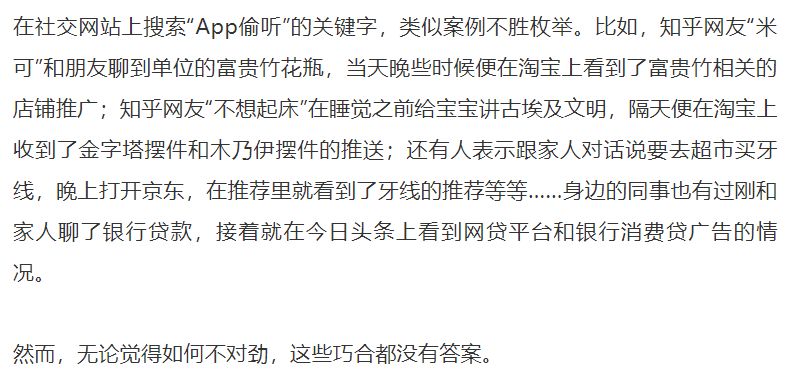 在社交网站上搜索“App偷听”的关键字，类似案例不胜枚举。比如，知乎网友“米
可”和朋友聊到单位的富贵竹花瓶，当天晚些时候便在淘宝上看到了富贵竹相关的
店铺推广；知乎网友“不想起床”在睡觉之前给宝宝讲古埃及文明，隔天便在淘宝上
收到了金字塔摆件和木乃伊摆件的推送；还有人表示跟家人对话说要去超市买牙
线，晚上打开京东，在推荐里就看到了牙线的推荐等等......身边的同事也有过刚和
家人聊了银行贷款，接着就在今日头条上看到网贷平台和银行消费贷广告的情
况。
然而，无论觉得如何不对劲，这些巧合都没有答案。